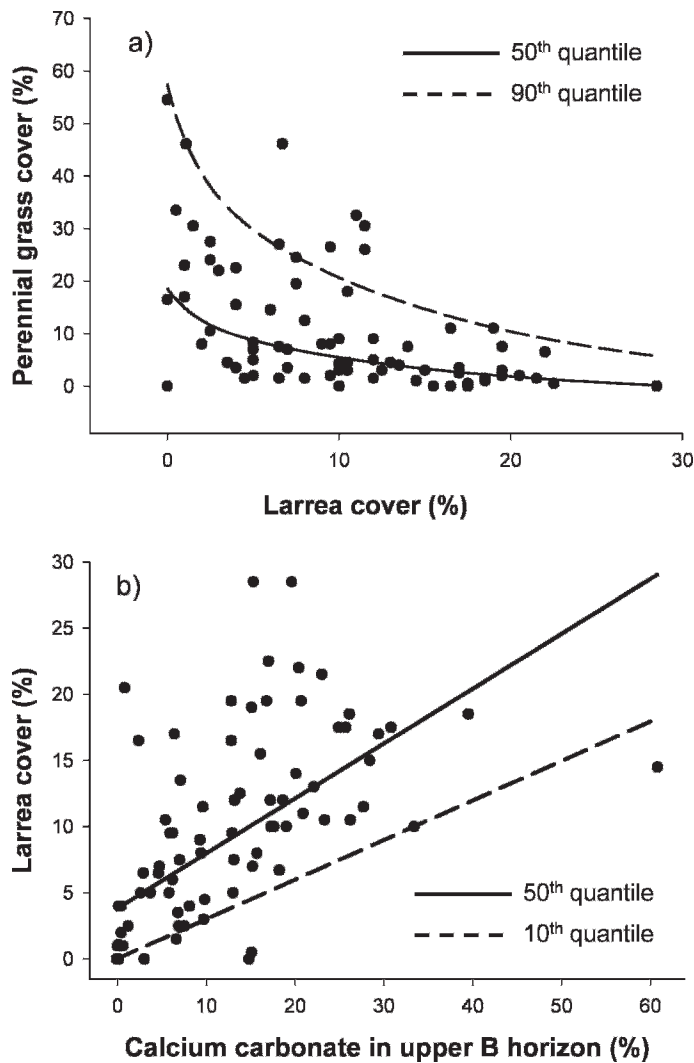 70
60
50
40
30
20
10
0
Perennial grass cover (%)
a)
50th quantile
90th quantile
0 10 20 30
Larrea cover (%)
30
25
20
15
10
5
0
Larrea cover (%)
b)
50th quantile
10th quantile
0 10 20 30 40 50 60
Calcium carbonate in upper B horizon (%)